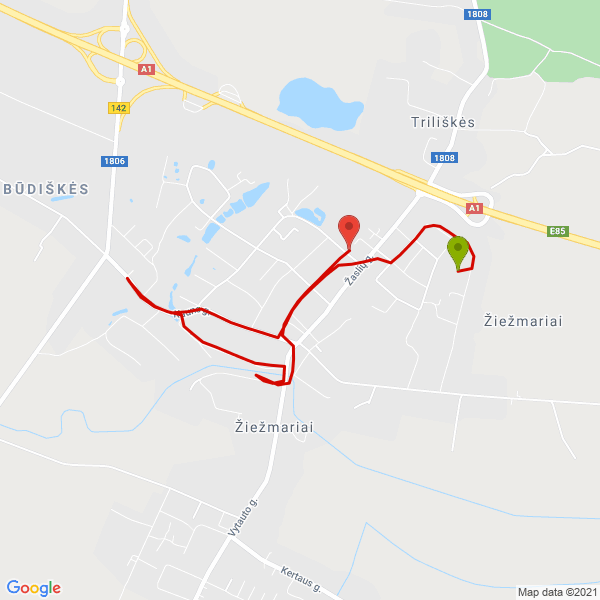 1808
A1
142
Triliškės
1808
1806
BŪDIŠKĖS
A1
E85
Žaslių g.
Žiežmariai
Žiežmariai
Vytauto g.
Kertaus g.
Google
Map data ©2021